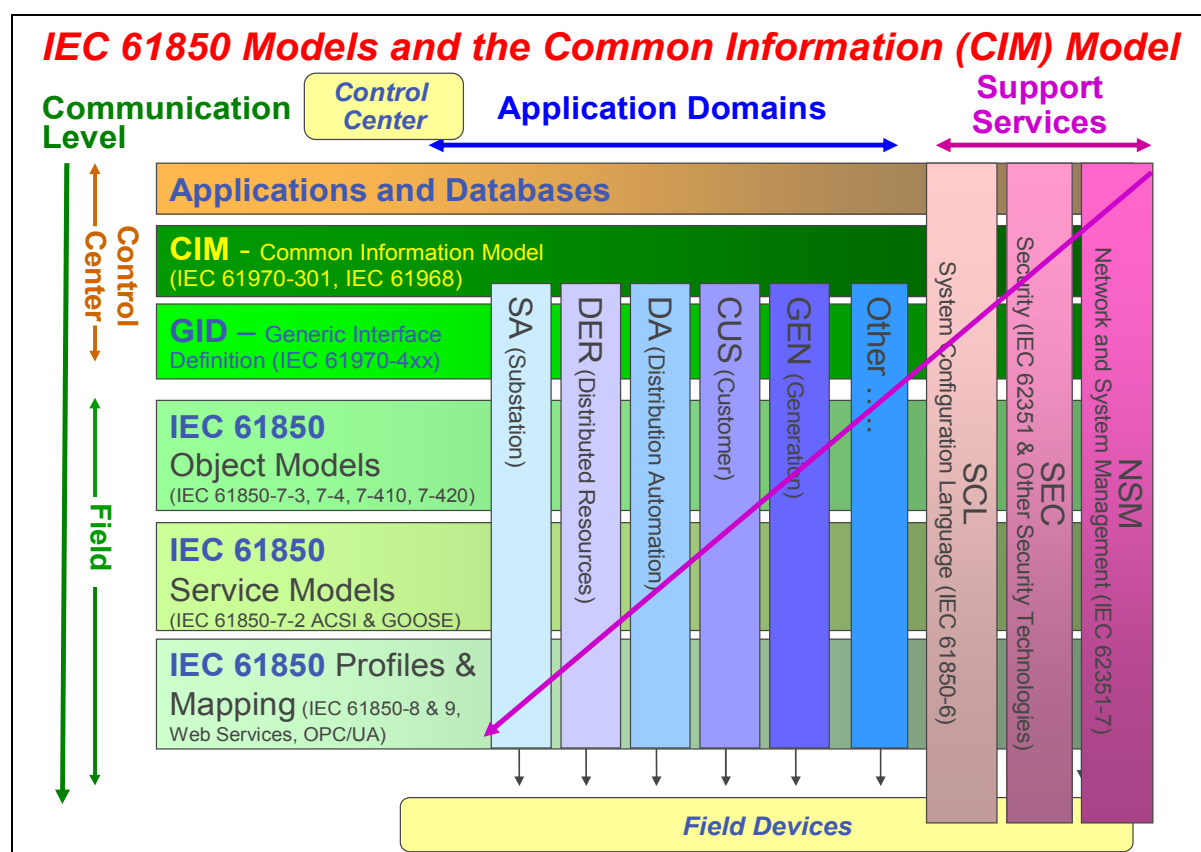 IEC 61850 Models and the Common Information (CIM) Model
Communication
Level
Control
Center
Application Domains
Support
Services
Control
Center
Field
Applications and Databases
CIM - Common Information Model
(IEC 61970-301, IEC 61968)
GID – Generic Interface
Definition (IEC 61970-4xx)
IEC 61850
Object Models
(IEC 61850-7-3, 7-4, 7-410, 7-420)
IEC 61850
Service Models
(IEC 61850-7-2 ACSI & GOOSE)
IEC 61850 Profiles &
Mapping (IEC 61850-8 & 9,
Web Services, OPC/UA)
SA (Substation)
DER (Distributed Resources)
DA (Distribution Automation)
CUS (Customer)
GEN (Generation)
Other …..
SCL
System Configuration Language (IEC 61850-6)
SEC
Security (IEC 62351 & Other Security Technologies)
NSM
Network and System Management (IEC 62351-7)
Field Devices